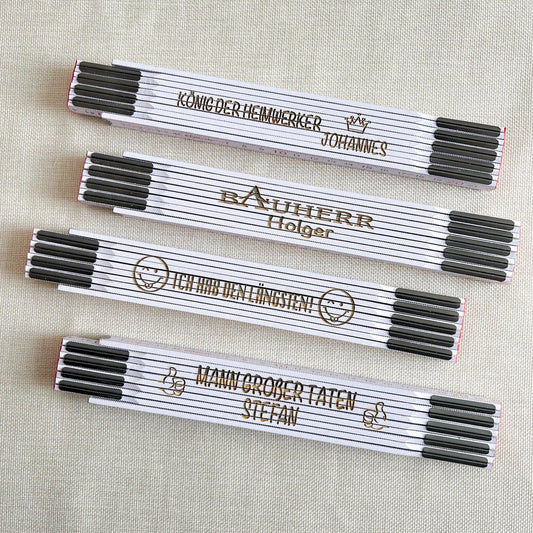 KÖNIG DER HEIMWERKER
JOHANNES
BAUHERR
Holger
ICH HAB DEN LÄNGSTEN!
MANN GROßER TATEN
STEFAN